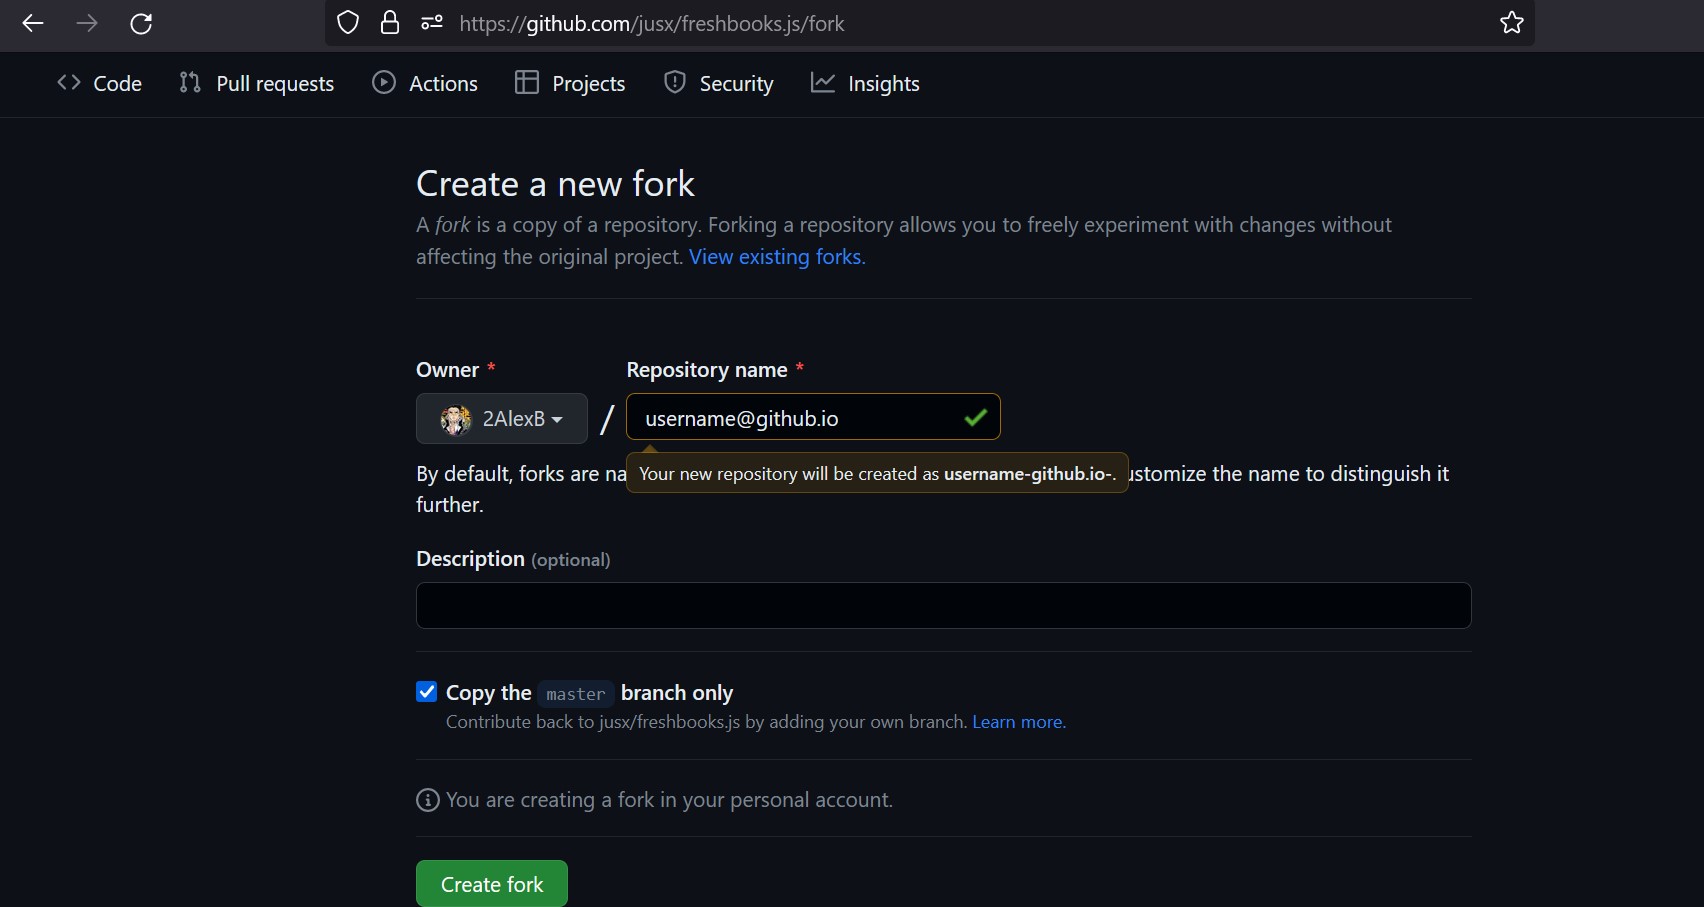 https://github.com/jusx/freshbooks.js/fork
Code Pull requests Actions Projects Security Insights
Create a new fork
A fork is a copy of a repository. Forking a repository allows you to freely experiment with changes without
affecting the original project. View existing forks.
Owner * Repository name *
2AlexB / username@github.io
By default, forks are na ustomize the name to distinguish it
Your new repository will be created as username-github.io-.
further.
Description (optional)
Copy the master branch only
Contribute back to jusx/freshbooks.js by adding your own branch. Learn more.
You are creating a fork in your personal account.
Create fork